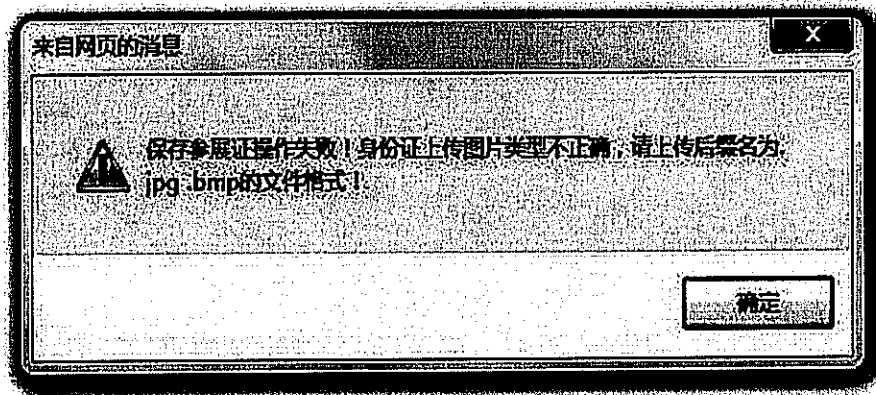 来自网页的消息
X
保存参展证操作失败！身份证上传图片类型不正确，请上传后缀名为.
jpg .bmp的文件格式！
确定